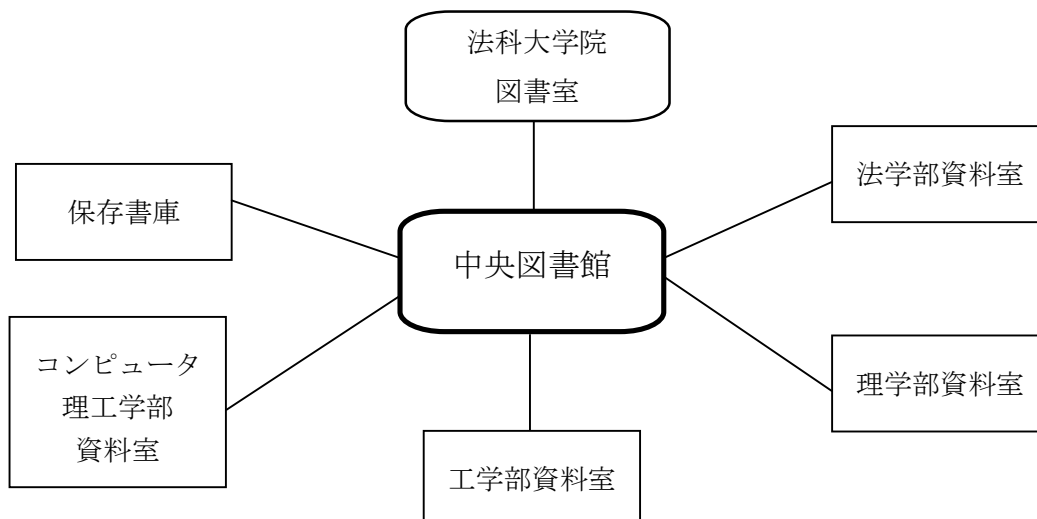 法科大学院
図書室
法学部資料室
保存書庫
中央図書館
コンピュータ
理工学部
資料室
理学部資料室
工学部資料室